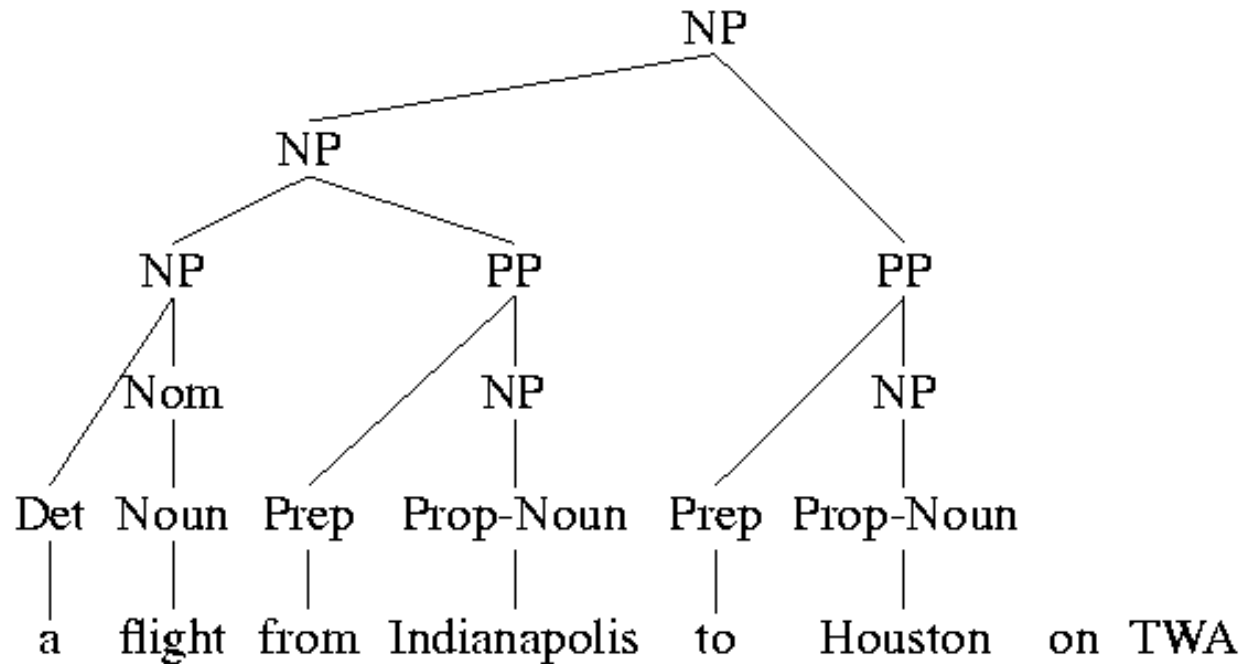 NP
NP
NP PP PP
Nom NP NP
Det Noun Prep Prop-Noun Prep Prop-Noun
a flight from Indianapolis to Houston on TWA